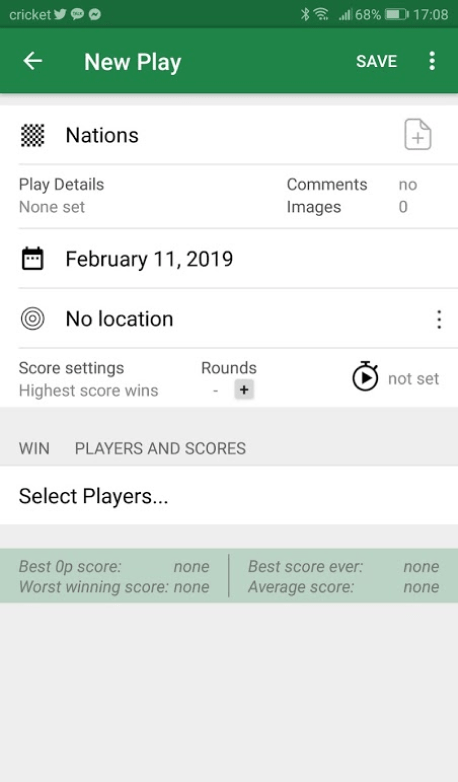 cricket 68% 17:08
New Play SAVE
Nations
Play Details Comments no
None set Images 0
February 11, 2019
No location
Score settings Rounds
Highest score wins - + not set
WIN PLAYERS AND SCORES
Select Players...
Best 0p score: none Best score ever: none
Worst winning score: none Average score: none